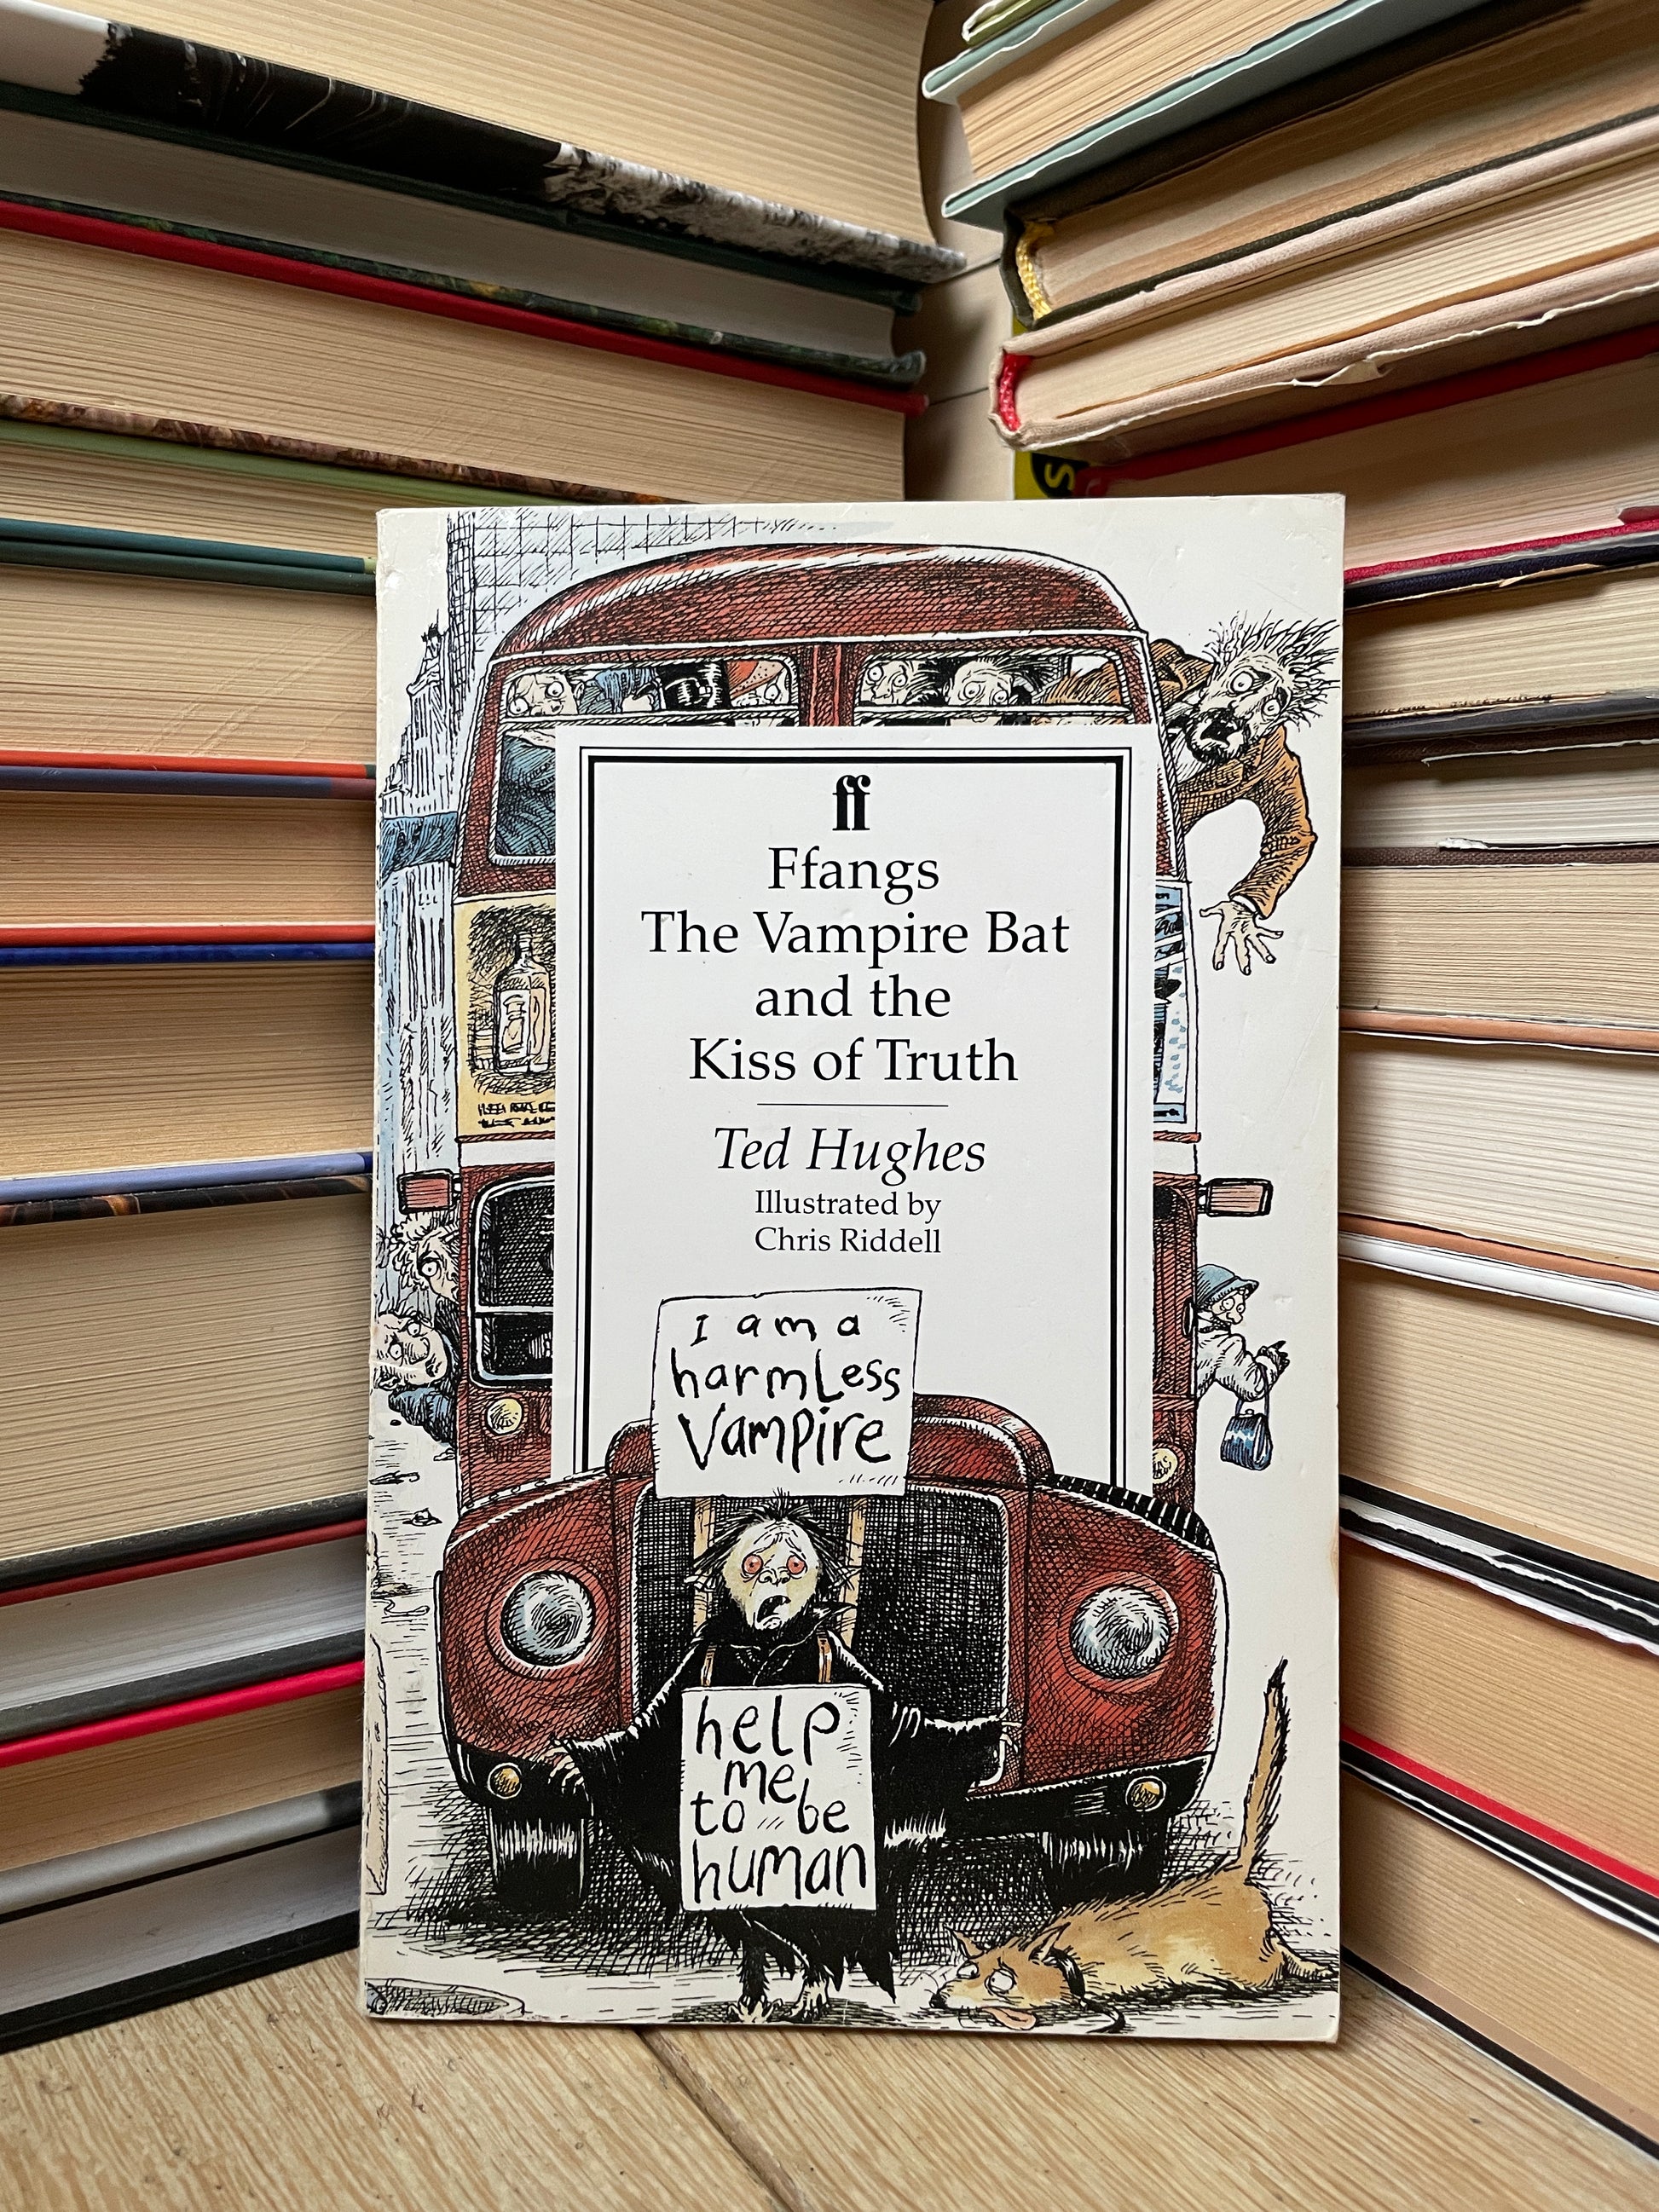 ff
Ffangs
The Vampire Bat
and the
Kiss of Truth
Ted Hughes
Illustrated by
Chris Riddell
I am a
harmless
Vampire
help
me
to be
human